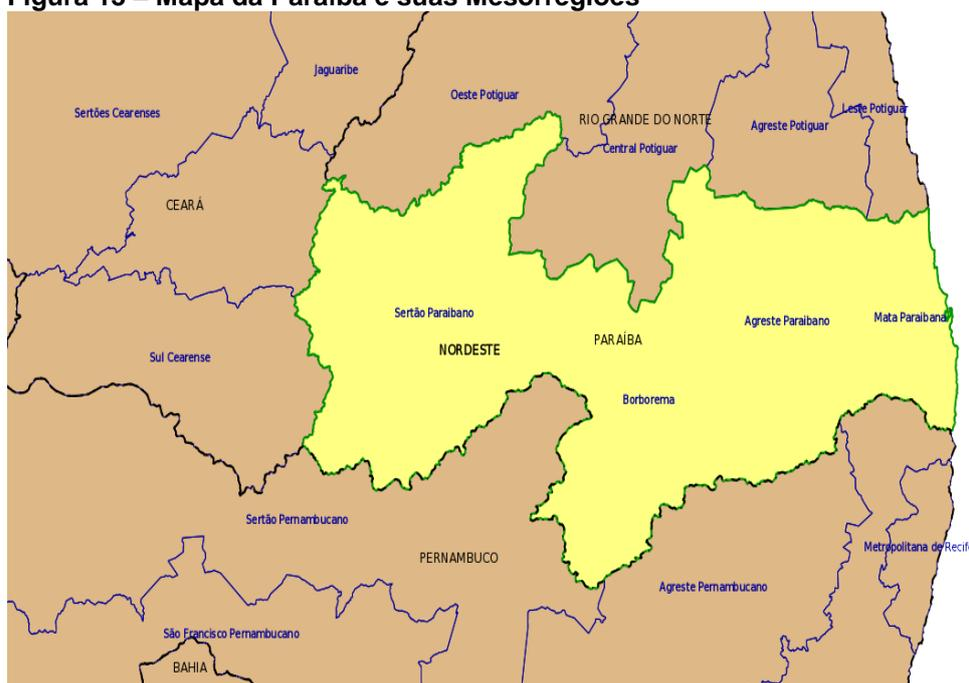 Figura 15 – Mapa da Paraíba e suas Mesorregiões
Jaguaribe
Oeste Potiguar
Sertões Cearenses
Leste Potiguar
RIO GRANDE DO NORTE
Agreste Potiguar
Central Potiguar
CEARÁ
Sertão Paraibano
Agreste Paraibano
Mata Paraibana
PARAÍBA
NORDESTE
Sul Cearense
Borborema
Sertão Pernambucano
Metropolitana de Recif
PERNAMBUCO
Agreste Pernambucano
São Francisco Pernambucano
BAHIA